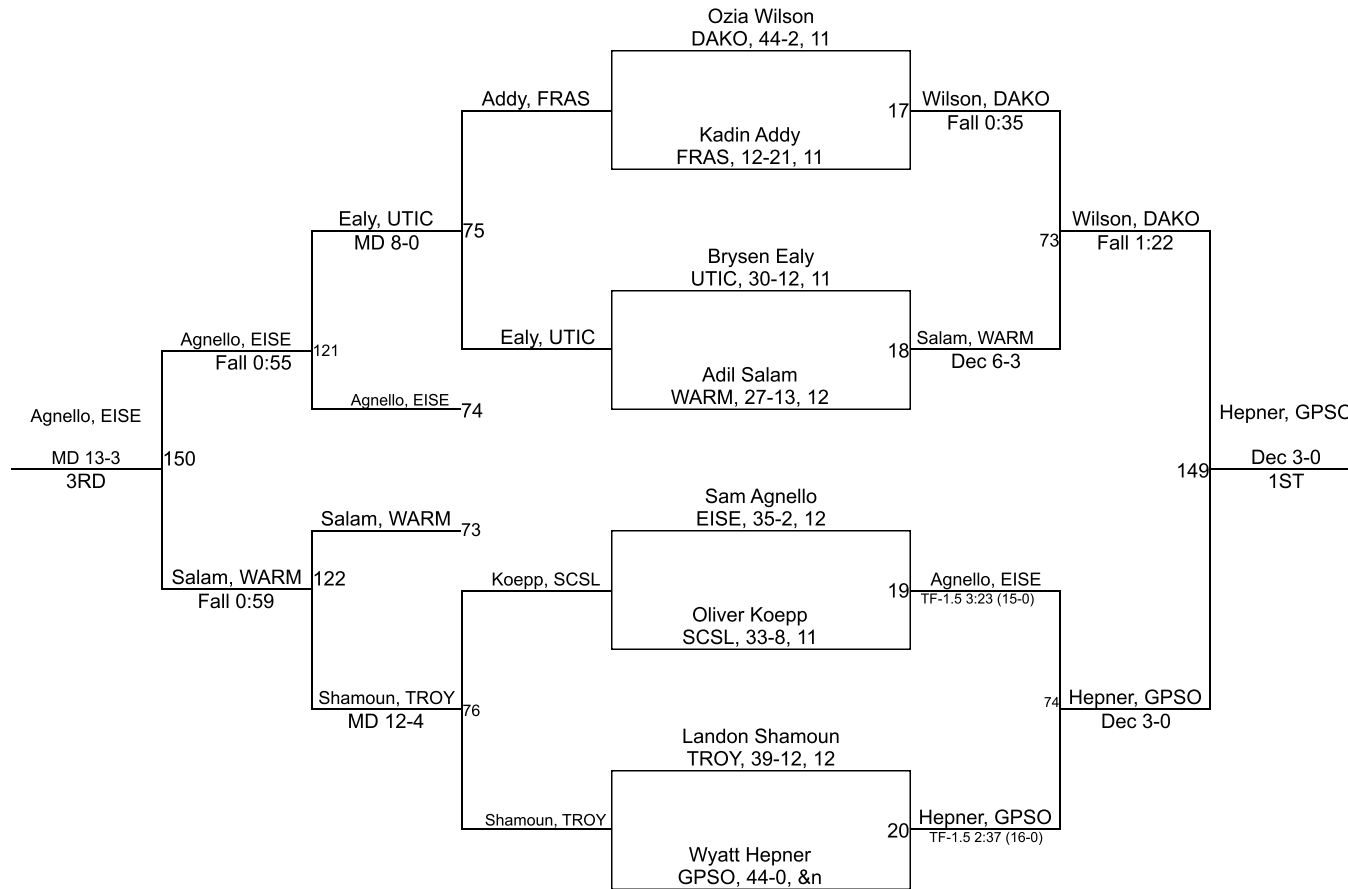 Ozia Wilson
DAKO, 44-2, 11
Addy, FRAS
17
Wilson, DAKO
Fall 0:35
Kadin Addy
FRAS, 12-21, 11
Ealy, UTIC
MD 8-0
75
73
Wilson, DAKO
Fall 1:22
Brysen Ealy
UTIC, 30-12, 11
Agnello, EISE
Fall 0:55
121
Ealy, UTIC
18
Salam, WARM
Dec 6-3
Adil Salam
WARM, 27-13, 12
Agnello, EISE
74
Agnello, EISE
MD 13-3
3RD
150
Hepner, GPSO
149
Dec 3-0
1ST
Sam Agnello
EISE, 35-2, 12
Salam, WARM
73
Salam, WARM
Fall 0:59
122
Koepp, SCSL
19
Agnello, EISE
TF-1.5 3:23 (15-0)
Oliver Koepp
SCSL, 33-8, 11
Shamoun, TROY
MD 12-4
76
74
Hepner, GPSO
Dec 3-0
Landon Shamoun
TROY, 39-12, 12
Shamoun, TROY
20
Hepner, GPSO
TF-1.5 2:37 (16-0)
Wyatt Hepner
GPSO, 44-0, &n